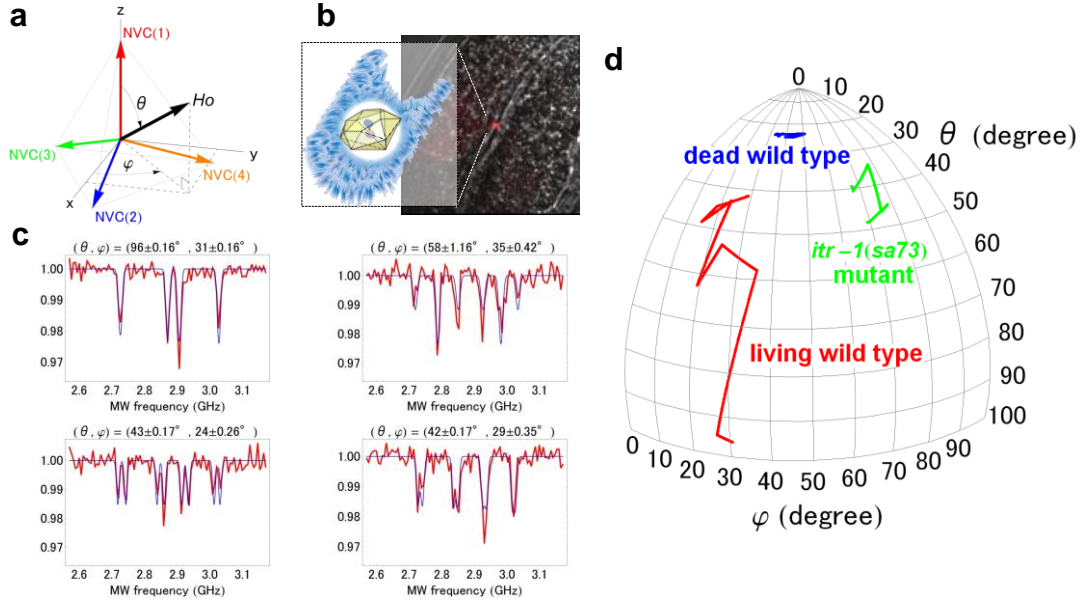 a
z
NVC(1)
θ
Ho
NVC(3)
y
φ
NVC(4)
x
NVC(2)
b
c
(θ,φ) = (96±0.16°, 31±0.16°)
1.00
0.99
0.98
0.97
2.6 2.7 2.8 2.9 3.0 3.1
MW frequency (GHz)
(θ,φ) = (58±1.16°, 35±0.42°)
1.00
0.99
0.98
0.97
2.6 2.7 2.8 2.9 3.0 3.1
MW frequency (GHz)
(θ,φ) = (43±0.17°, 24±0.26°)
1.00
0.99
0.98
0.97
2.6 2.7 2.8 2.9 3.0 3.1
MW frequency (GHz)
(θ,φ) = (42±0.17°, 29±0.35°)
1.00
0.99
0.98
0.97
2.6 2.7 2.8 2.9 3.0 3.1
MW frequency (GHz)
d
0
10
20
30
40
50
60
70
80
90
100
θ (degree)
dead wild type
itr-1(sa73)
mutant
living wild type
0 10 20 30 40 50 60 70 80 90
φ (degree)